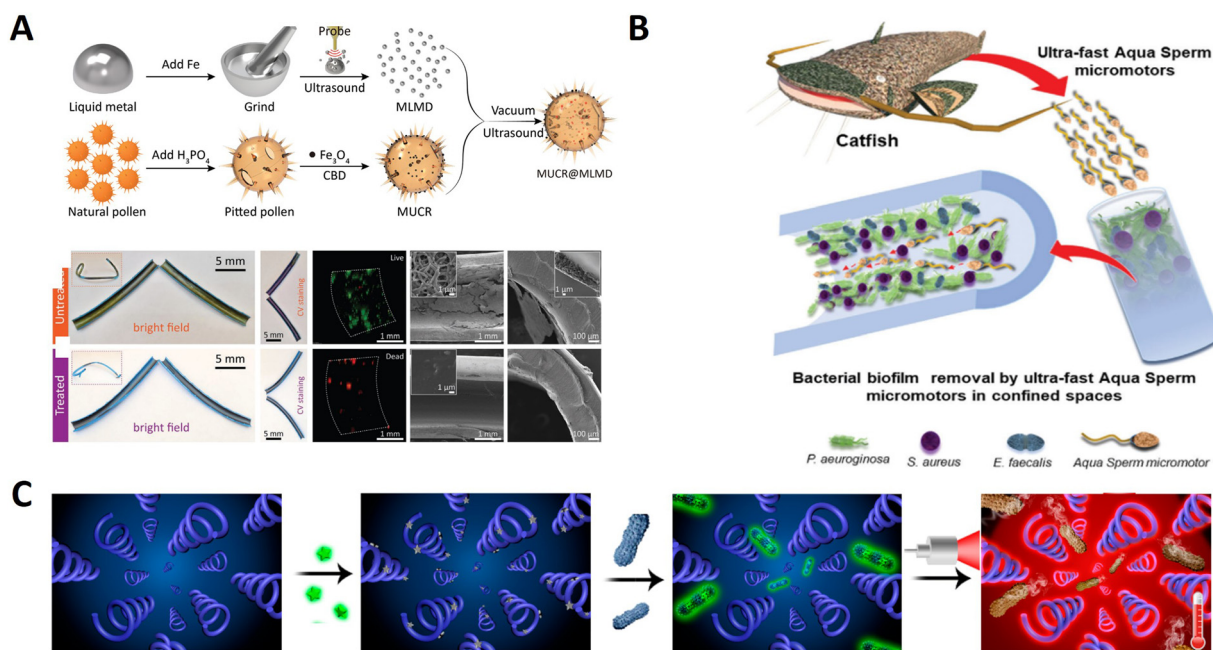 A
Add Fe
Probe
Ultrasound
Liquid metal
Grind
MLMD
Vacuum
Ultrasound
MUCR@MLMD
Add H₃PO₄
Fe₃O₄
CBD
Natural pollen
Pitted pollen
MUCR
Untreated
5 mm
bright field
CV staining
5 mm
Live
1 mm
1 μm
1 mm
1 μm
100 μm
Treated
5 mm
bright field
CV staining
5 mm
Dead
1 mm
1 μm
1 mm
100 μm
B
Ultra-fast Aqua Sperm
micromotors
Catfish
Bacterial biofilm removal by ultra-fast Aqua Sperm
micromotors in confined spaces
P. aeuroginosa
S. aureus
E. faecalis
Aqua Sperm micromotor
C